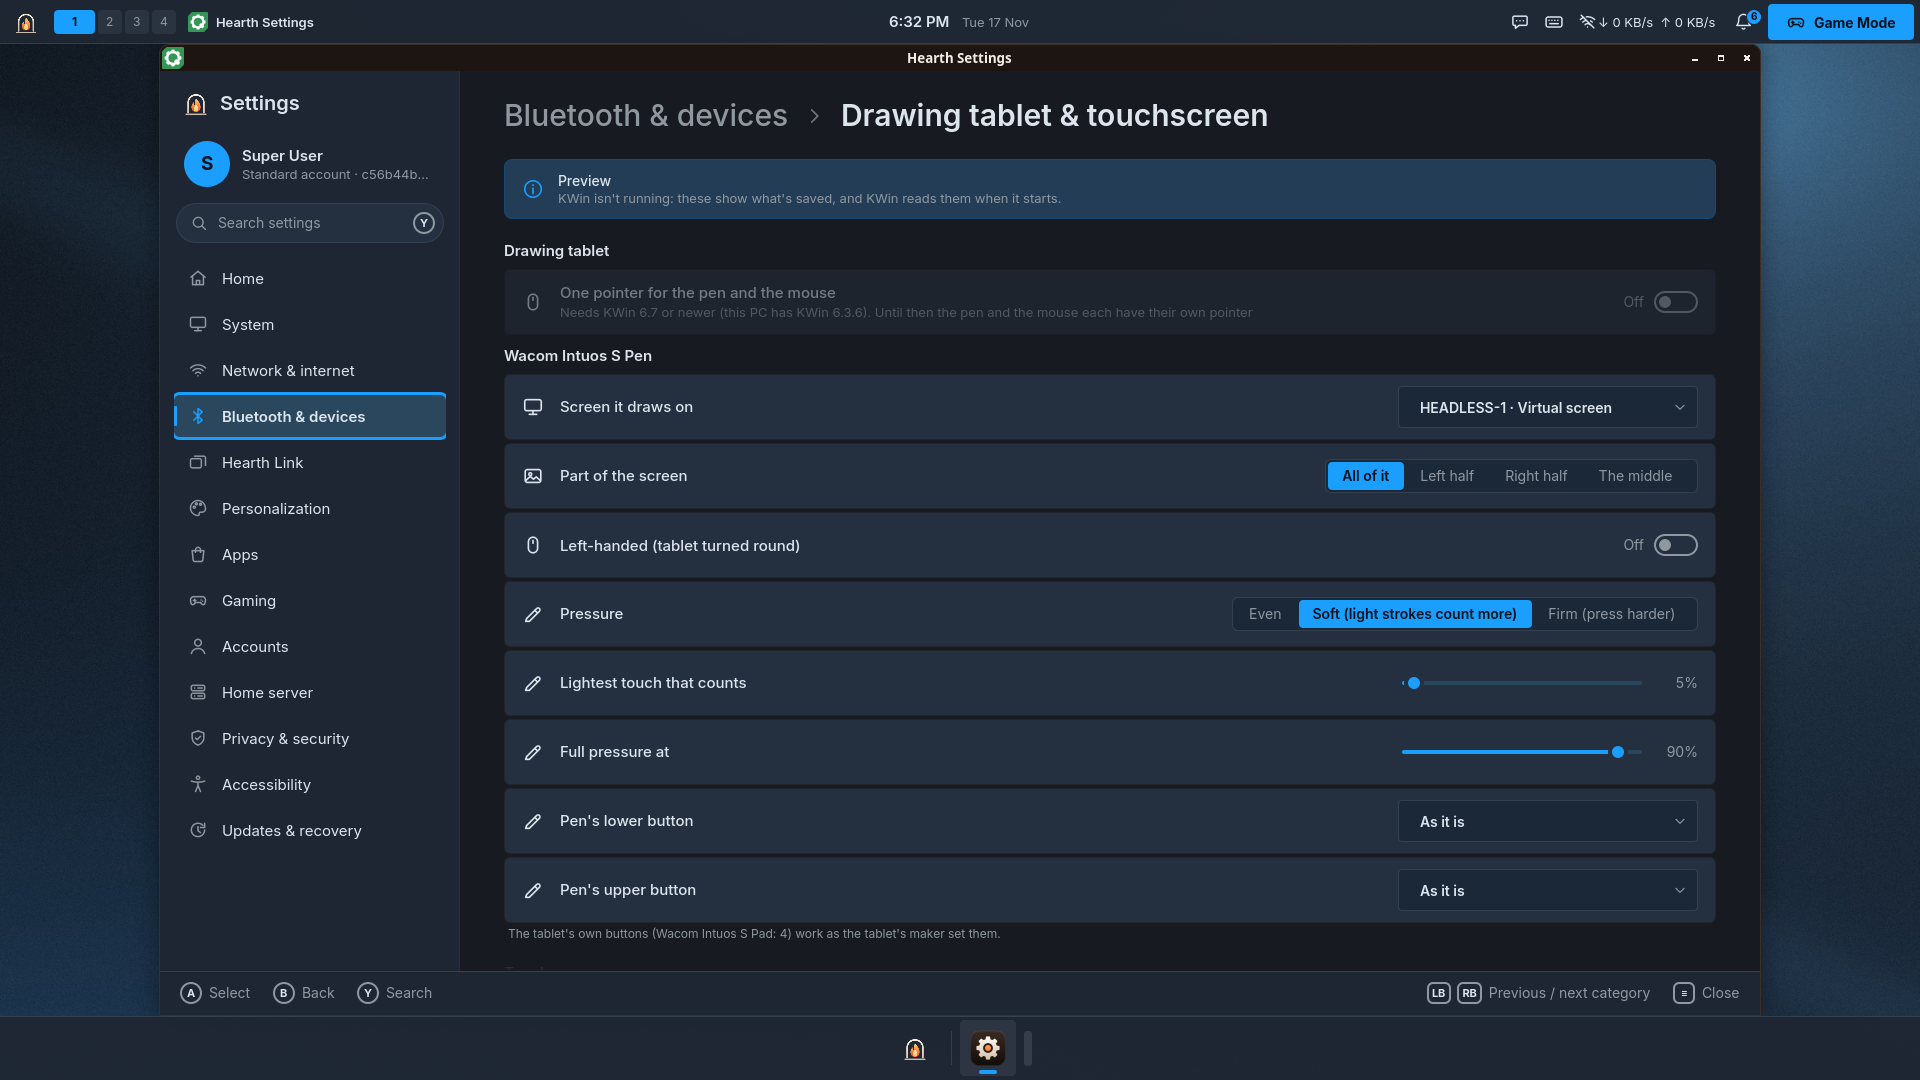 1 2 3 4 Hearth Settings
6:32 PM Tue 17 Nov
↓ 0 KB/s ↑ 0 KB/s 6 Game Mode
Hearth Settings
Settings
S
Super User
Standard account · c56b44b...
Search settings Y
Home
System
Network & internet
Bluetooth & devices
Hearth Link
Personalization
Apps
Gaming
Accounts
Home server
Privacy & security
Accessibility
Updates & recovery
Bluetooth & devices > Drawing tablet & touchscreen
Preview
KWin isn't running: these show what's saved, and KWin reads them when it starts.
Drawing tablet
One pointer for the pen and the mouse
Needs KWin 6.7 or newer (this PC has KWin 6.3.6). Until then the pen and the mouse each have their own pointer
Off
Wacom Intuos S Pen
Screen it draws on HEADLESS-1 · Virtual screen
Part of the screen All of it Left half Right half The middle
Left-handed (tablet turned round) Off
Pressure Even Soft (light strokes count more) Firm (press harder)
Lightest touch that counts 5%
Full pressure at 90%
Pen's lower button As it is
Pen's upper button As it is
The tablet's own buttons (Wacom Intuos S Pad: 4) work as the tablet's maker set them.
A Select B Back Y Search
LB RB Previous / next category ≡ Close